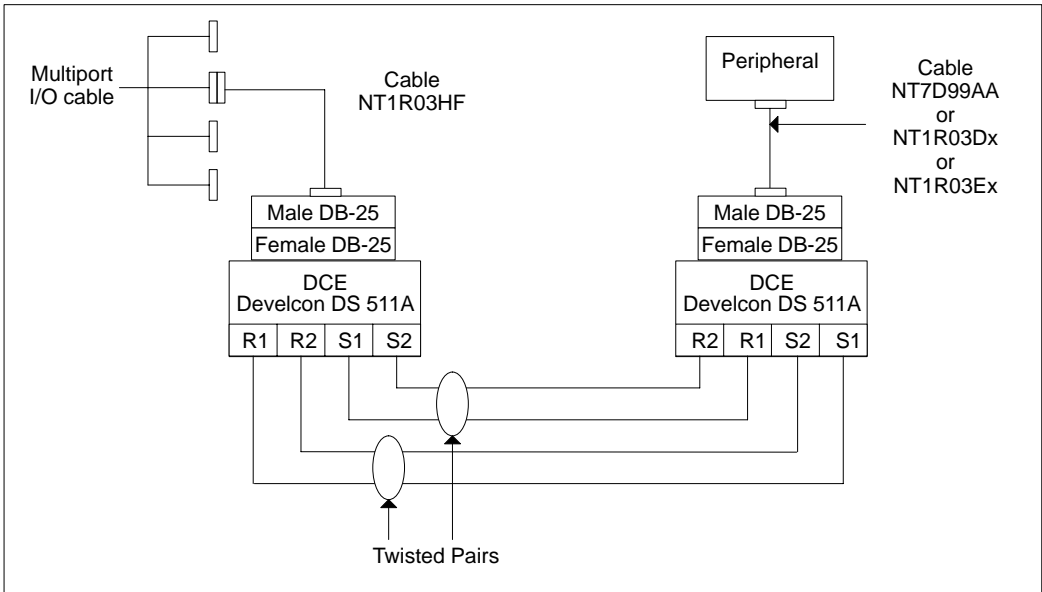 Multiport
I/O cable
Cable
NT1R03HF
Peripheral
Cable
NT7D99AA
or
NT1R03Dx
or
NT1R03Ex
Male DB-25
Female DB-25
DCE
Develcon DS 511A
R1 R2 S1 S2
Male DB-25
Female DB-25
DCE
Develcon DS 511A
R2 R1 S2 S1
Twisted Pairs